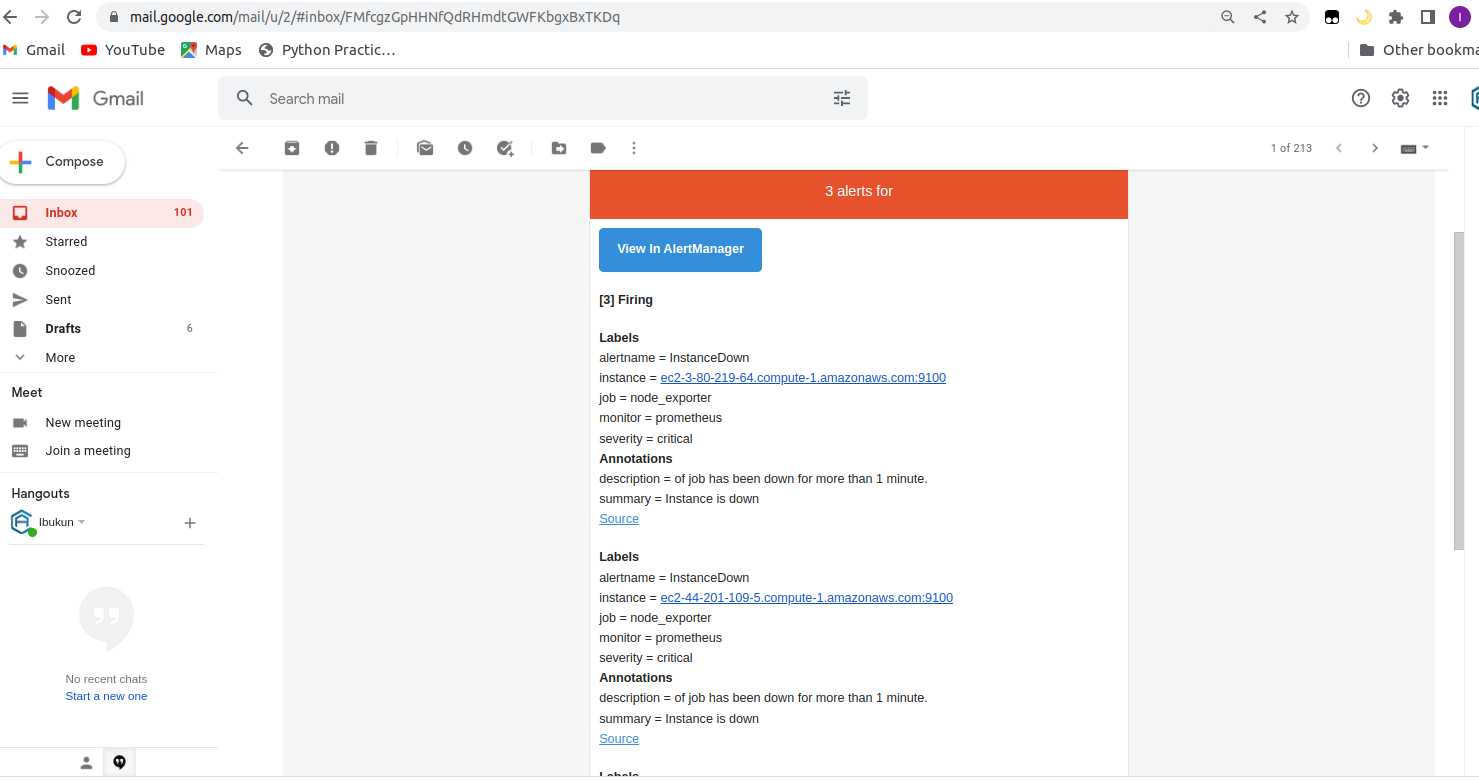 mail.google.com/mail/u/2/#inbox/FMfcgzGpHHNfQdRHmdtGWFKbgxBxTKDq
I
Gmail
YouTube
Maps
Python Practic…
Other bookma
Gmail
Search mail
Compose
1 of 213
Inbox 101
Starred
Snoozed
Sent
Drafts 6
More
Meet
New meeting
Join a meeting
Hangouts
Ibukun
No recent chats
Start a new one
3 alerts for
View In AlertManager
[3] Firing
Labels
alertname = InstanceDown
instance = ec2-3-80-219-64.compute-1.amazonaws.com:9100
job = node_exporter
monitor = prometheus
severity = critical
Annotations
description = of job has been down for more than 1 minute.
summary = Instance is down
Source
Labels
alertname = InstanceDown
instance = ec2-44-201-109-5.compute-1.amazonaws.com:9100
job = node_exporter
monitor = prometheus
severity = critical
Annotations
description = of job has been down for more than 1 minute.
summary = Instance is down
Source
Labels